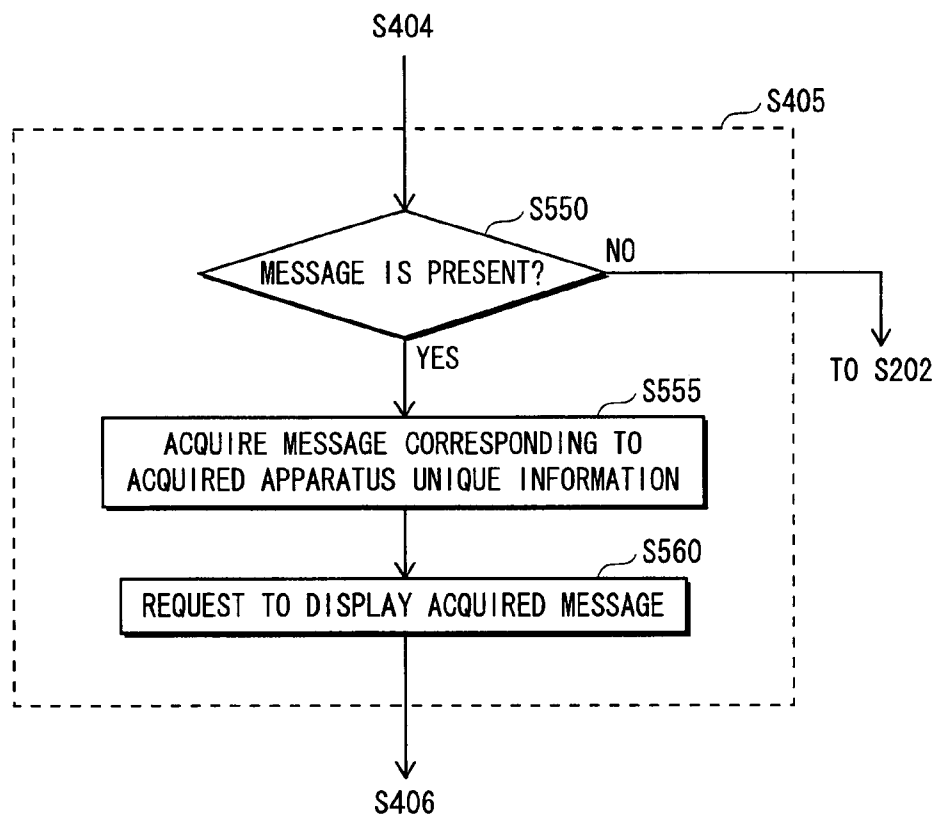 S404
S405
S550
MESSAGE IS PRESENT?
NO
YES
TO S202
S555
ACQUIRE MESSAGE CORRESPONDING TO
ACQUIRED APPARATUS UNIQUE INFORMATION
S560
REQUEST TO DISPLAY ACQUIRED MESSAGE
S406